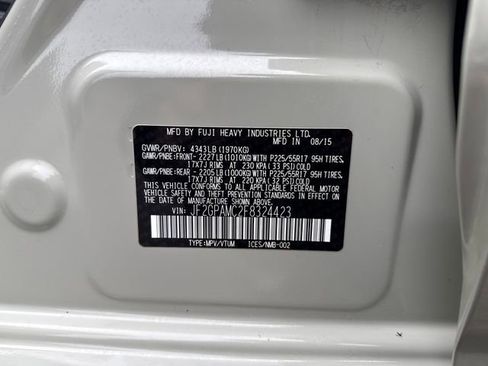 MFD BY FUJI HEAVY INDUSTRIES LTD.
MFD IN 08/15
GVWR/PNBV: 4343LB (1970KG)
GAWR/PNBE:FRONT- 2227LB(1010KG)WITH P225/55R17 95H TIRES.
17X7J RIMS AT 230 KPA (33 PSI) COLD
GAWR/PNBE:REAR - 2205LB(1000KG)WITH P225/55R17 95H TIRES.
17X7J RIMS AT 220 KPA (32 PSI) COLD
THIS VEHICLE CONFORMS TO ALL APPLICABLE FEDERAL MOTOR
VEHICLE SAFETY STANDARDS IN EFFECT ON THE
DATE OF MANUFACTURE SHOWN ABOVE.
VIN: JF2GPAMC2F8324423
TYPE:MPV/VTUM ICES/NMB-002